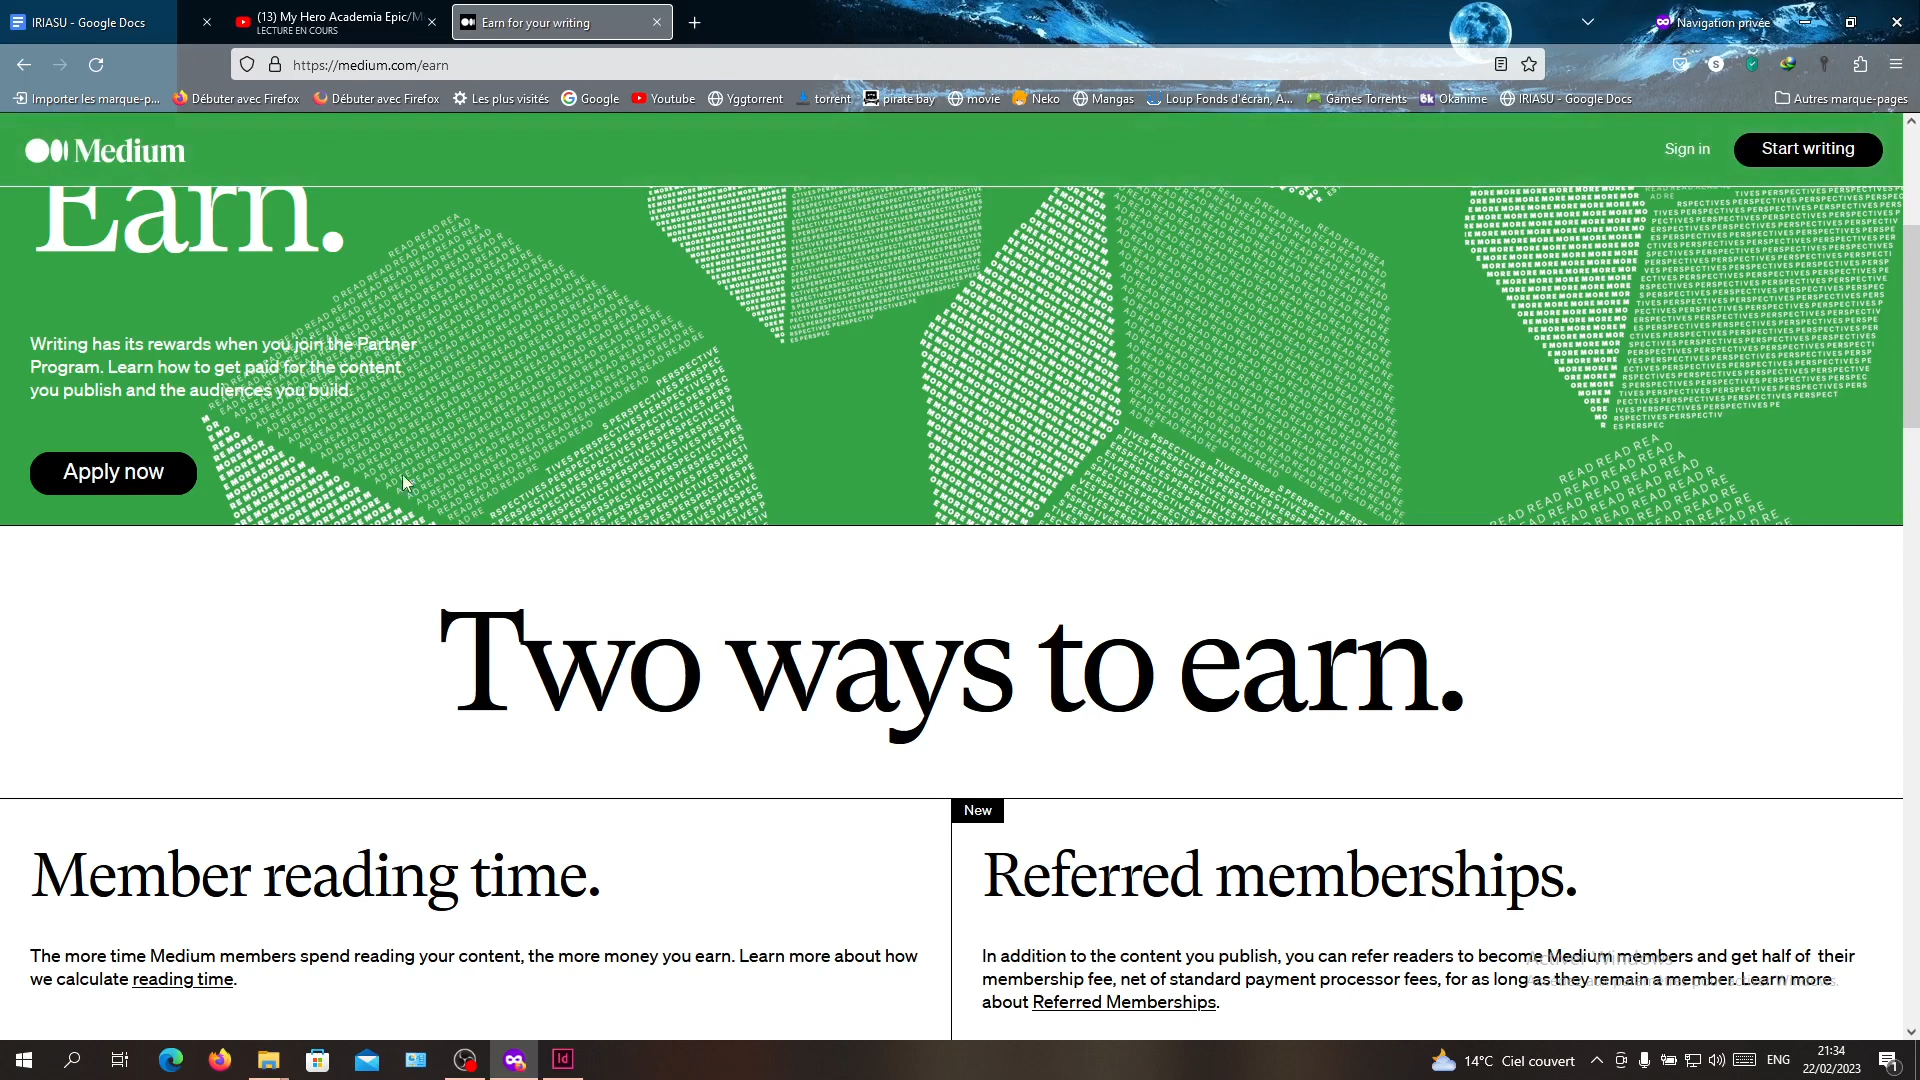 IRIASU - Google Docs
(13) My Hero Academia Epic/M
LECTURE EN COURS
Earn for your writing
Navigation privée
https://medium.com/earn
Importer les marque-p...
Débuter avec Firefox
Débuter avec Firefox
Les plus visités
Google
Youtube
Yggtorrent
torrent
pirate bay
movie
Neko
Mangas
Loup Fonds d'écran, A...
Games Torrents
Okanime
IRIASU - Google Docs
Autres marque-pages
Medium
Sign in
Start writing
Earn.
Writing has its rewards when you join the Partner
Program. Learn how to get paid for the content
you publish and the audiences you build.
Apply now
Two ways to earn.
New
Member reading time.
Referred memberships.
The more time Medium members spend reading your content, the more money you earn. Learn more about how
we calculate reading time.
In addition to the content you publish, you can refer readers to become Medium members and get half of their
membership fee, net of standard payment processor fees, for as long as they remain a member. Learn more
about Referred Memberships.
Activer Windows
14°C Ciel couvert
ENG
21:34
22/02/2023